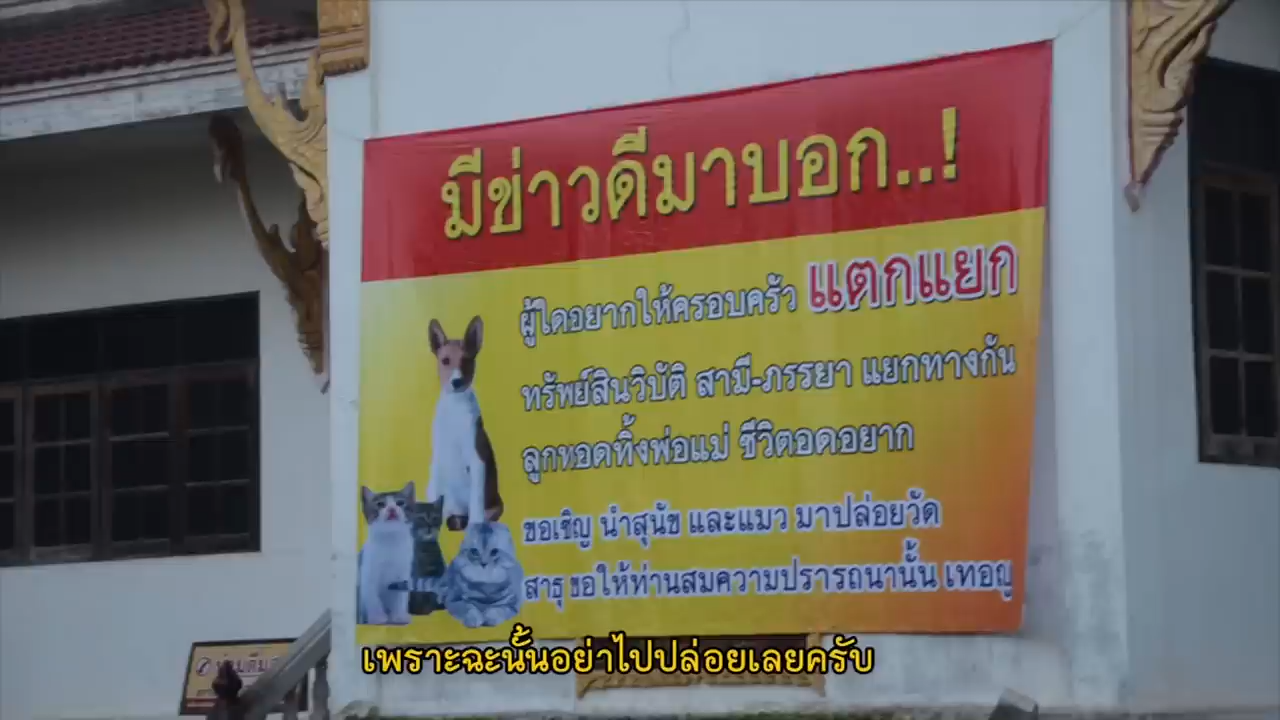 มีข่าวดีมาบอก..!
ผู้ใดอยากให้ครอบครัว แตกแยก
ทรัพย์สินวิบัติ สามี-ภรรยา แยกทางกัน
ลูกทอดทิ้งพ่อแม่ ชีวิตอดอยาก
ขอเชิญ นำสุนัข และแมว มาปล่อยวัด
สาธุ ขอให้ท่านสมความปรารถนานั้น เทอญ
เพราะฉะนั้นอย่าไปปล่อยเลยครับ